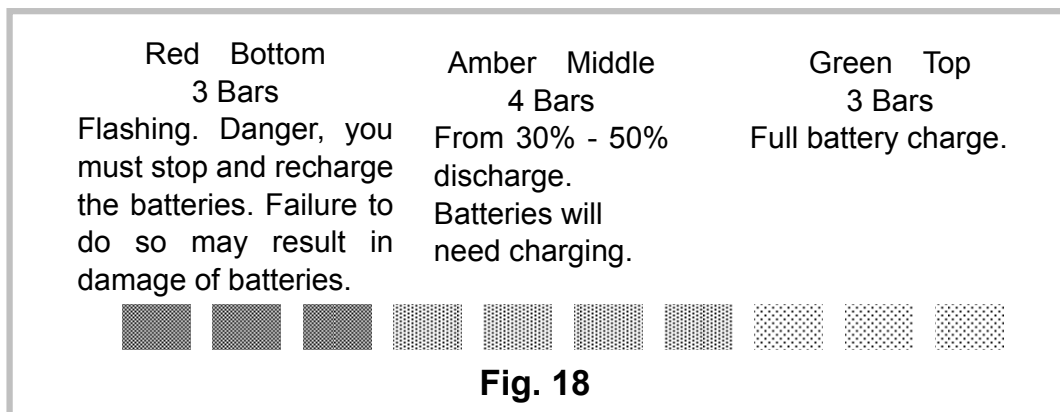 Red Bottom
3 Bars
Flashing. Danger, you
must stop and recharge
the batteries. Failure to
do so may result in
damage of batteries.
Amber Middle
4 Bars
From 30% - 50%
discharge.
Batteries will
need charging.
Green Top
3 Bars
Full battery charge.
Fig. 18